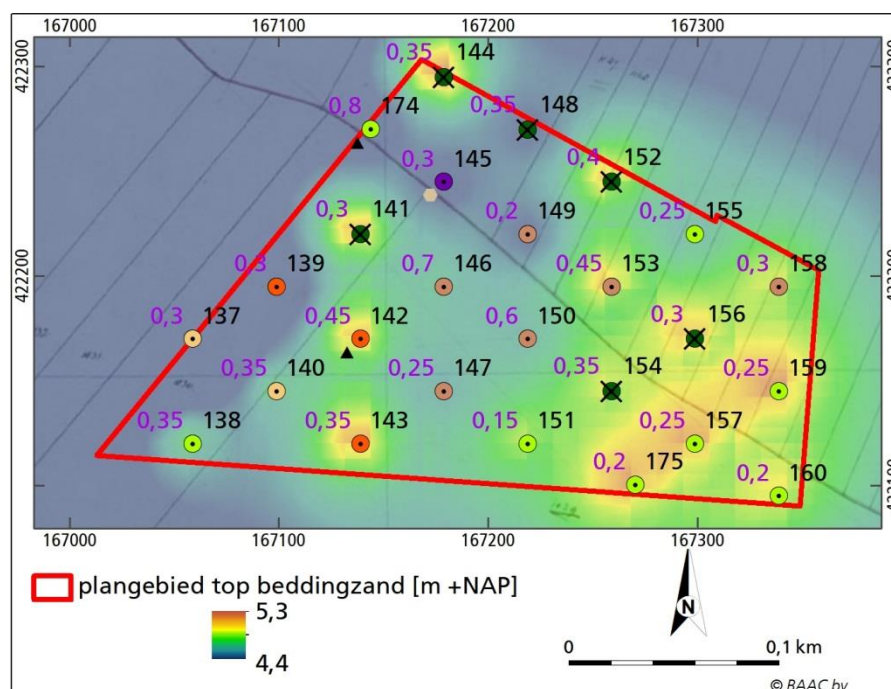 167000 167100 167200 167300
422300 422300
0,35 144
0,8 174 0,35 148
0,3 145 0,4 152
0,3 141 0,2 149 0,25 155
0,3 139 0,7 146 0,45 153 0,3 158
422200 422200
0,3 137 0,45 142 0,6 150 0,3 156
0,35 140 0,25 147 0,35 154 0,25 159
0,35 138 0,35 143 0,15 151 0,25 157
0,2 175 0,2 160
422100 422100
167000 167100 167200 167300
plangebied top beddingzand [m +NAP]
5,3
4,4
N
0 0,1 km
© BAAC bv